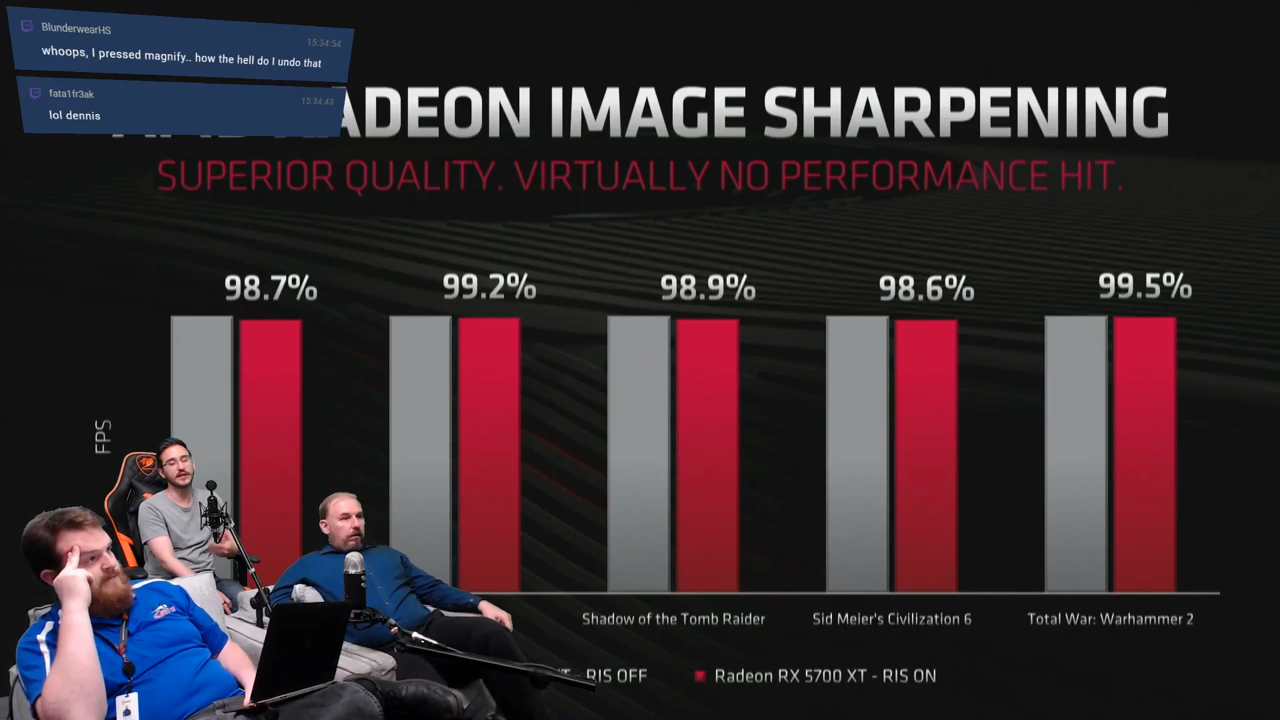 BlunderwearHS
15:34:54
whoops, I pressed magnify.. how the hell do I undo that
fata1fr3ak
15:34:43
lol dennis
RADEON IMAGE SHARPENING
SUPERIOR QUALITY. VIRTUALLY NO PERFORMANCE HIT.
98.7% 99.2% 98.9% 98.6% 99.5%
FPS
Shadow of the Tomb Raider Sid Meier's Civilization 6 Total War: Warhammer 2
- RIS OFF Radeon RX 5700 XT - RIS ON